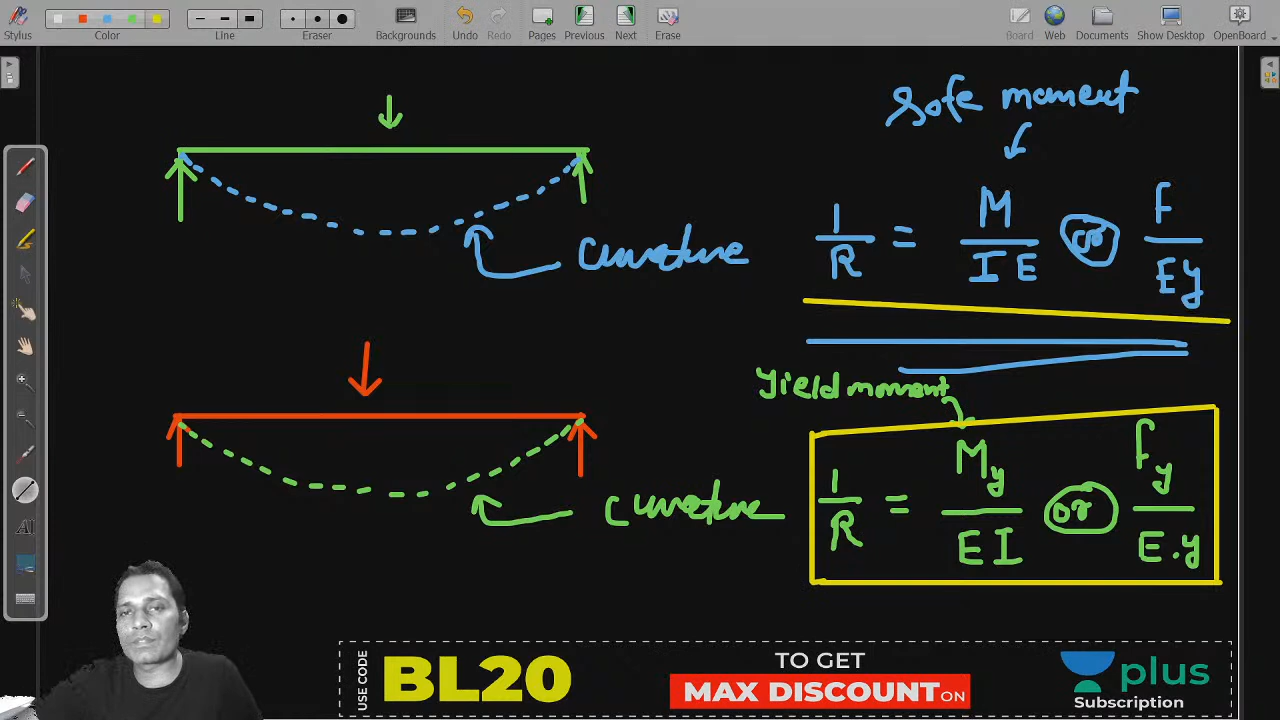 Stylus
Color
Line
Eraser
Backgrounds
Undo
Redo
Pages
Previous
Next
Erase
Board
Web
Documents
Show Desktop
OpenBoard
Safe moment
1/R = M/IE or F/Ey
curvature
Yield moment
1/R = My/EI or Fy/E.y
curvature
USE CODE
BL20
TO GET
MAX DISCOUNT ON
plus
Subscription